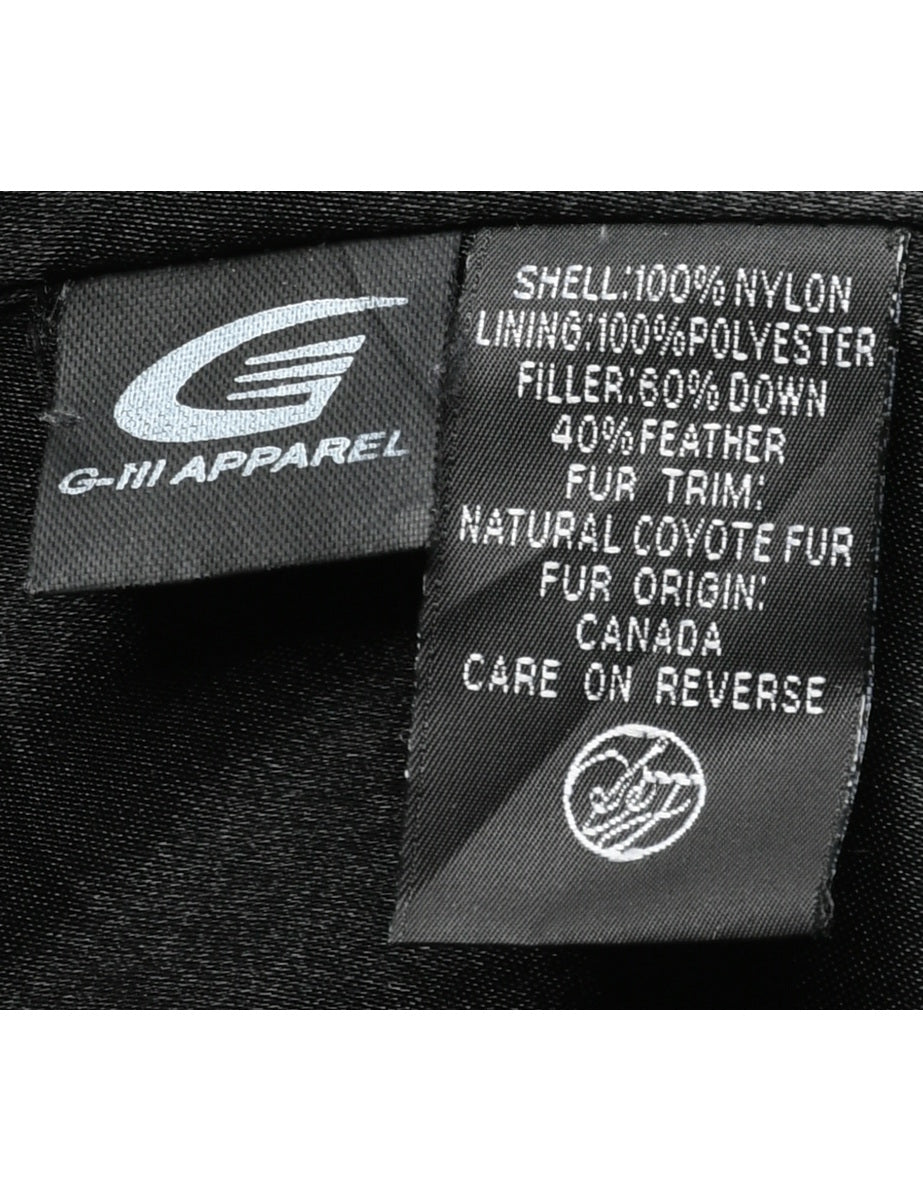 G-III APPAREL
SHELL:100% NYLON
LINING:100%POLYESTER
FILLER:60% DOWN
40%FEATHER
FUR TRIM:
NATURAL COYOTE FUR
FUR ORIGIN:
CANADA
CARE ON REVERSE